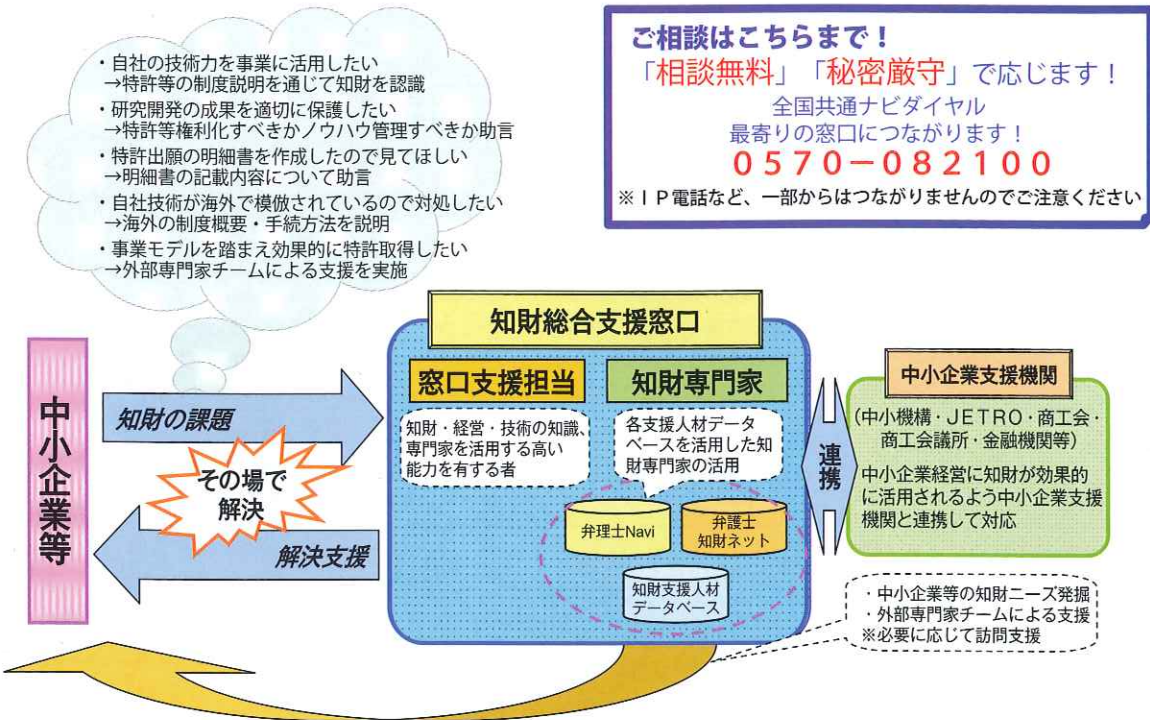 ・自社の技術力を事業に活用したい
→特許等の制度説明を通じて知財を認識
・研究開発の成果を適切に保護したい
→特許等権利化すべきかノウハウ管理すべきか助言
・特許出願の明細書を作成したので見てほしい
→明細書の記載内容について助言
・自社技術が海外で模倣されているので対処したい
→海外の制度概要・手続方法を説明
・事業モデルを踏まえ効果的に特許取得したい
→外部専門家チームによる支援を実施
ご相談はこちらまで！
「相談無料」「秘密厳守」で応じます！
全国共通ナビダイヤル
最寄りの窓口につながります！
０５７０－０８２１００
※ＩＰ電話など、一部からはつながりませんのでご注意ください
中小企業等
知財の課題
その場で
解決
解決支援
知財総合支援窓口
窓口支援担当
知財・経営・技術の知識、
専門家を活用する高い
能力を有する者
知財専門家
各支援人材データ
ベースを活用した知
財専門家の活用
弁理士Navi
弁護士
知財ネット
知財支援人材
データベース
連携
中小企業支援機関
(中小機構・ＪＥＴＲＯ・商工会・
商工会議所・金融機関等)
中小企業経営に知財が効果的
に活用されるよう中小企業支援
機関と連携して対応
・中小企業等の知財ニーズ発掘
・外部専門家チームによる支援
※必要に応じて訪問支援